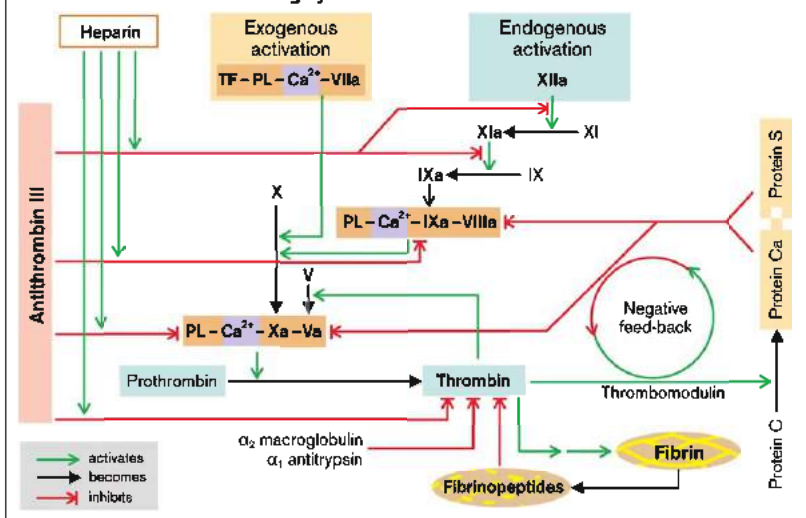 Heparin
Exogenous
activation
TF – PL – Ca²⁺ – VIIa
Endogenous
activation
XIIa
XIa
XI
IXa
IX
X
PL – Ca²⁺ – IXa – VIIIa
V
PL – Ca²⁺ – Xa – Va
Antithrombin III
Protein S
Protein Ca
Negative
feed-back
Prothrombin
Thrombin
Thrombomodulin
Protein C
α₂ macroglobulin
α₁ antitrypsin
Fibrin
Fibrinopeptides
activates
becomes
inhibits